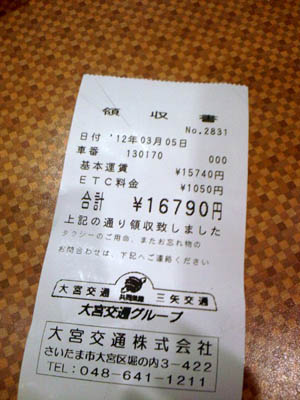 領収書
No.2831
日付 '12年03月05日
車番 130170 000
基本運賃 ¥15740円
ETC料金 ¥1050円
合計 ¥16790円
上記の通り領収致しました
タクシーのご用命、またお忘れ物の
お問合わせは、下記へご連絡ください
大宮交通 共同無線 三矢交通
大宮交通グループ
大宮交通株式会社
さいたま市大宮区堀の内3-422
TEL:048-641-1211